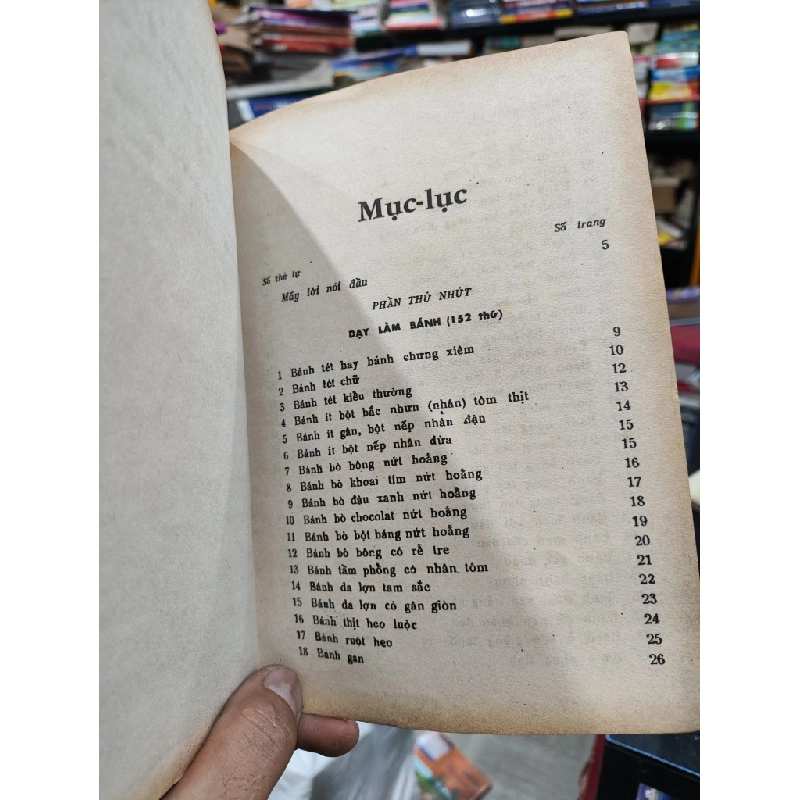 Mục-lục
Số thứ tự
Số trang
Mấy lời nói đầu 5
PHẦN THỨ NHÚT
DẠY LÀM BÁNH (152 thứ)
1 Bánh tét hay bánh chưng xiêm 9
2 Bánh tét chữ 10
3 Bánh tét kiểu thường 12
4 Bánh ít bột bắc nhưn (nhân) tôm thịt 13
5 Bánh ít gân, bột nếp nhân đậu 14
6 Bánh ít bột nếp nhân dừa 15
7 Bánh bò bông nứt hoảng 15
8 Bánh bò khoai tím nứt hoảng 16
9 Bánh bò đậu xanh nứt hoảng 17
10 Bánh bò chocolat nứt hoảng 18
11 Bánh bò bột báng nứt hoảng 19
12 Bánh bò bông có rễ tre 20
13 Bánh tằm phồng có nhân tôm 21
14 Bánh da lợn tam sắc 22
15 Bánh da lợn có gân giòn 23
16 Bánh thịt heo luộc 24
17 Bánh ruột heo 25
18 Bánh gan 26